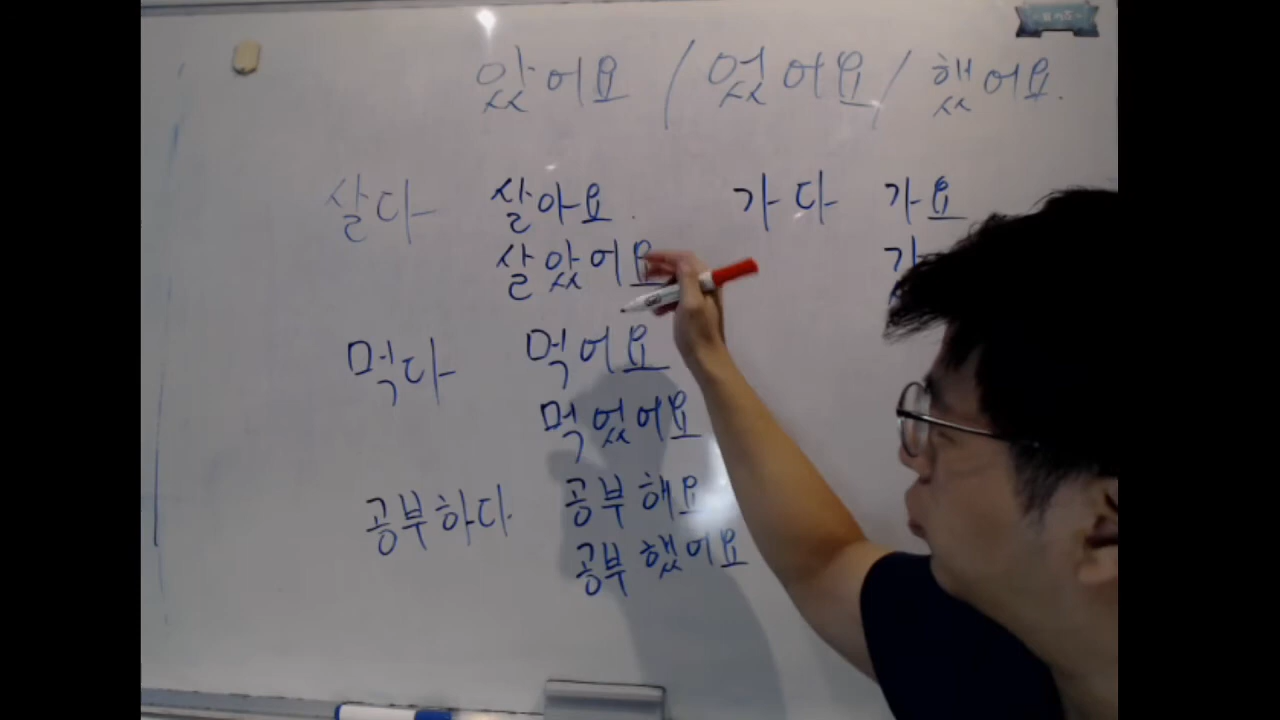 았어요 / 었어요 / 했어요.
살다 살아요. 가다 가요
살았어요
먹다 먹어요
먹었어요
공부하다 공부해요
공부했어요